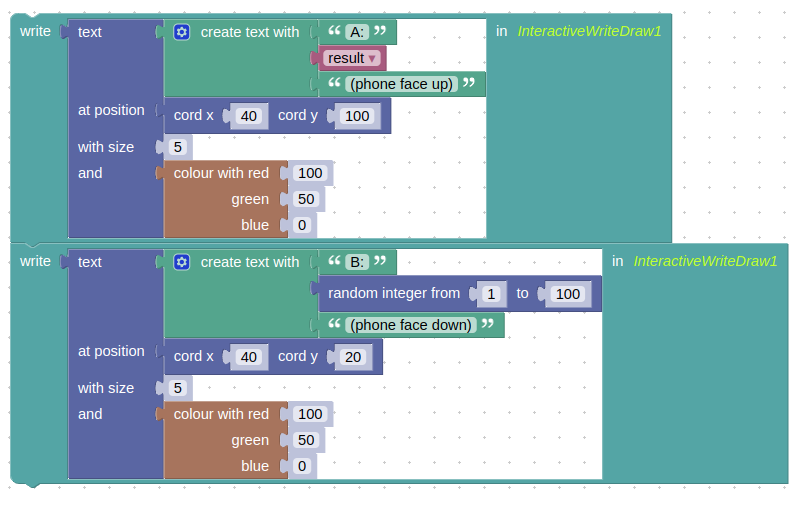 write text create text with “ A: ” in InteractiveWriteDraw1
result ▾
“ (phone face up) ”
at position cord x 40 cord y 100
with size 5
and colour with red 100
green 50
blue 0
write text create text with “ B: ” in InteractiveWriteDraw1
random integer from 1 to 100
“ (phone face down) ”
at position cord x 40 cord y 20
with size 5
and colour with red 100
green 50
blue 0